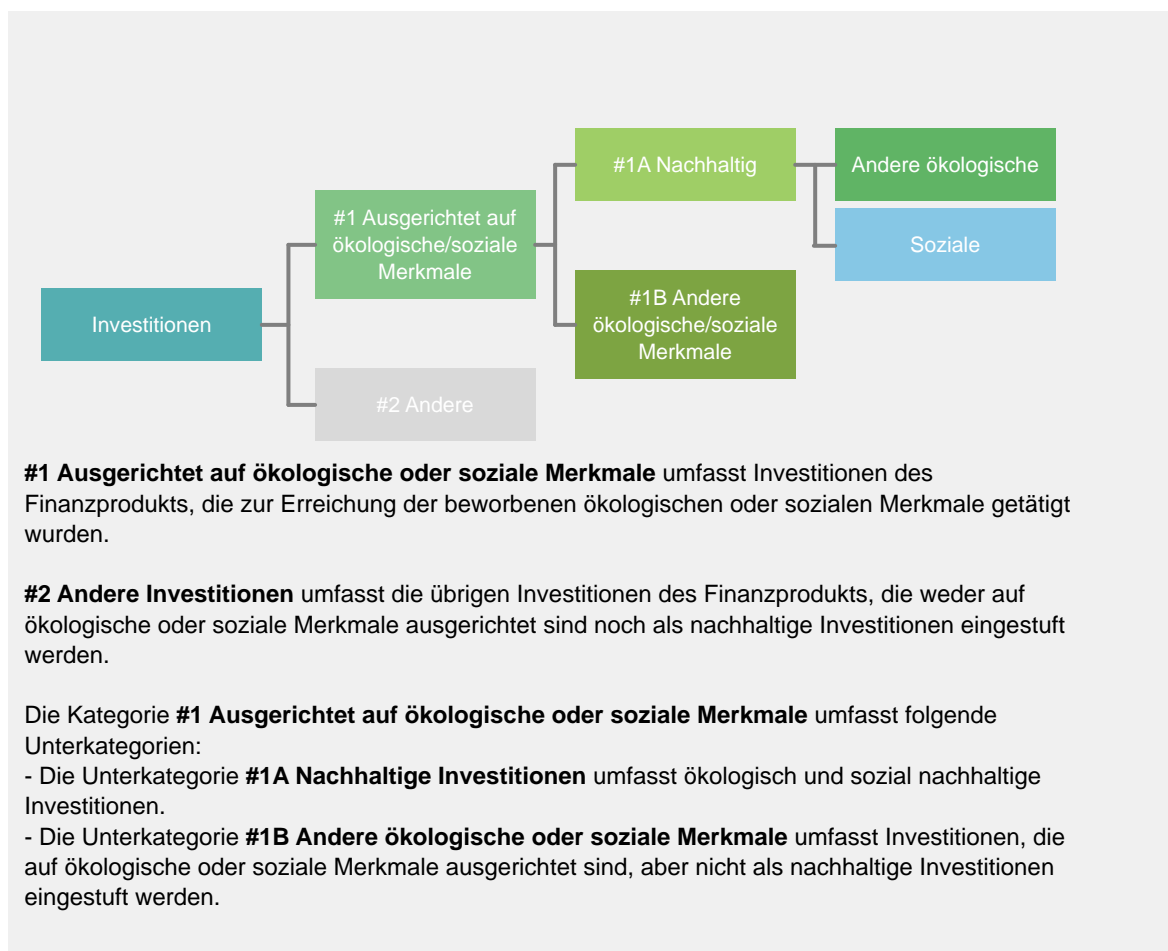 #1A Nachhaltig
Andere ökologische
#1 Ausgerichtet auf
ökologische/soziale
Merkmale
Soziale
Investitionen
#1B Andere
ökologische/soziale
Merkmale
#2 Andere
#1 Ausgerichtet auf ökologische oder soziale Merkmale umfasst Investitionen des
Finanzprodukts, die zur Erreichung der beworbenen ökologischen oder sozialen Merkmale getätigt
wurden.
#2 Andere Investitionen umfasst die übrigen Investitionen des Finanzprodukts, die weder auf
ökologische oder soziale Merkmale ausgerichtet sind noch als nachhaltige Investitionen eingestuft
werden.
Die Kategorie #1 Ausgerichtet auf ökologische oder soziale Merkmale umfasst folgende
Unterkategorien:
- Die Unterkategorie #1A Nachhaltige Investitionen umfasst ökologisch und sozial nachhaltige
Investitionen.
- Die Unterkategorie #1B Andere ökologische oder soziale Merkmale umfasst Investitionen, die
auf ökologische oder soziale Merkmale ausgerichtet sind, aber nicht als nachhaltige Investitionen
eingestuft werden.